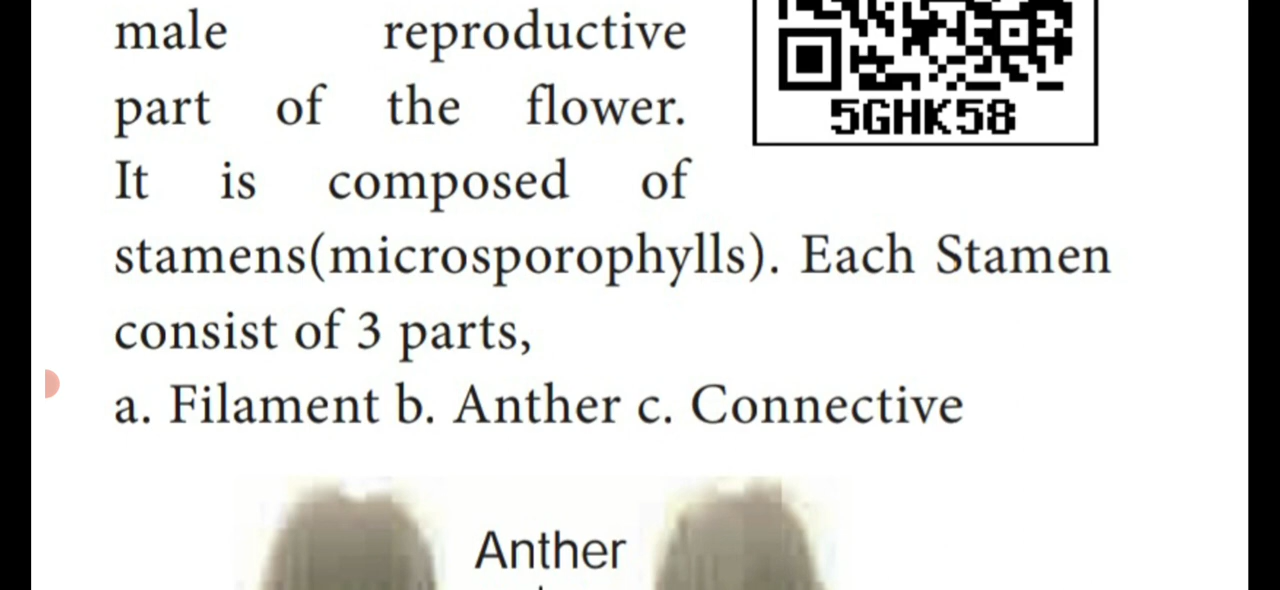 male reproductive
part of the flower.
5GHK58
It is composed of
stamens(microsporophylls). Each Stamen
consist of 3 parts,
a. Filament b. Anther c. Connective
Anther